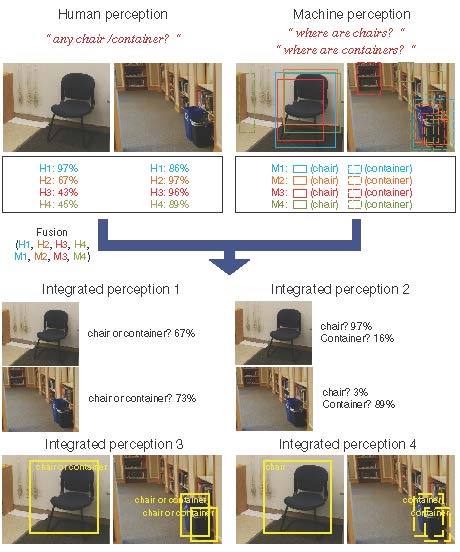 Human perception
Machine perception
“ any chair /container? “
“ where are chairs? “
“ where are containers? “
H1: 97%
H2: 67%
H3: 43%
H4: 45%
H1: 86%
H2: 97%
H3: 96%
H4: 89%
M1: (chair) (container)
M2: (chair) (container)
M3: (chair) (container)
M4: (chair) (container)
Fusion
(H1, H2, H3, H4,
M1, M2, M3, M4)
Integrated perception 1
Integrated perception 2
chair or container? 67%
chair? 97%
Container? 16%
chair or container? 73%
chair? 3%
Container? 89%
Integrated perception 3
Integrated perception 4
chair or container
chair or container
chair or container
chair
container
container